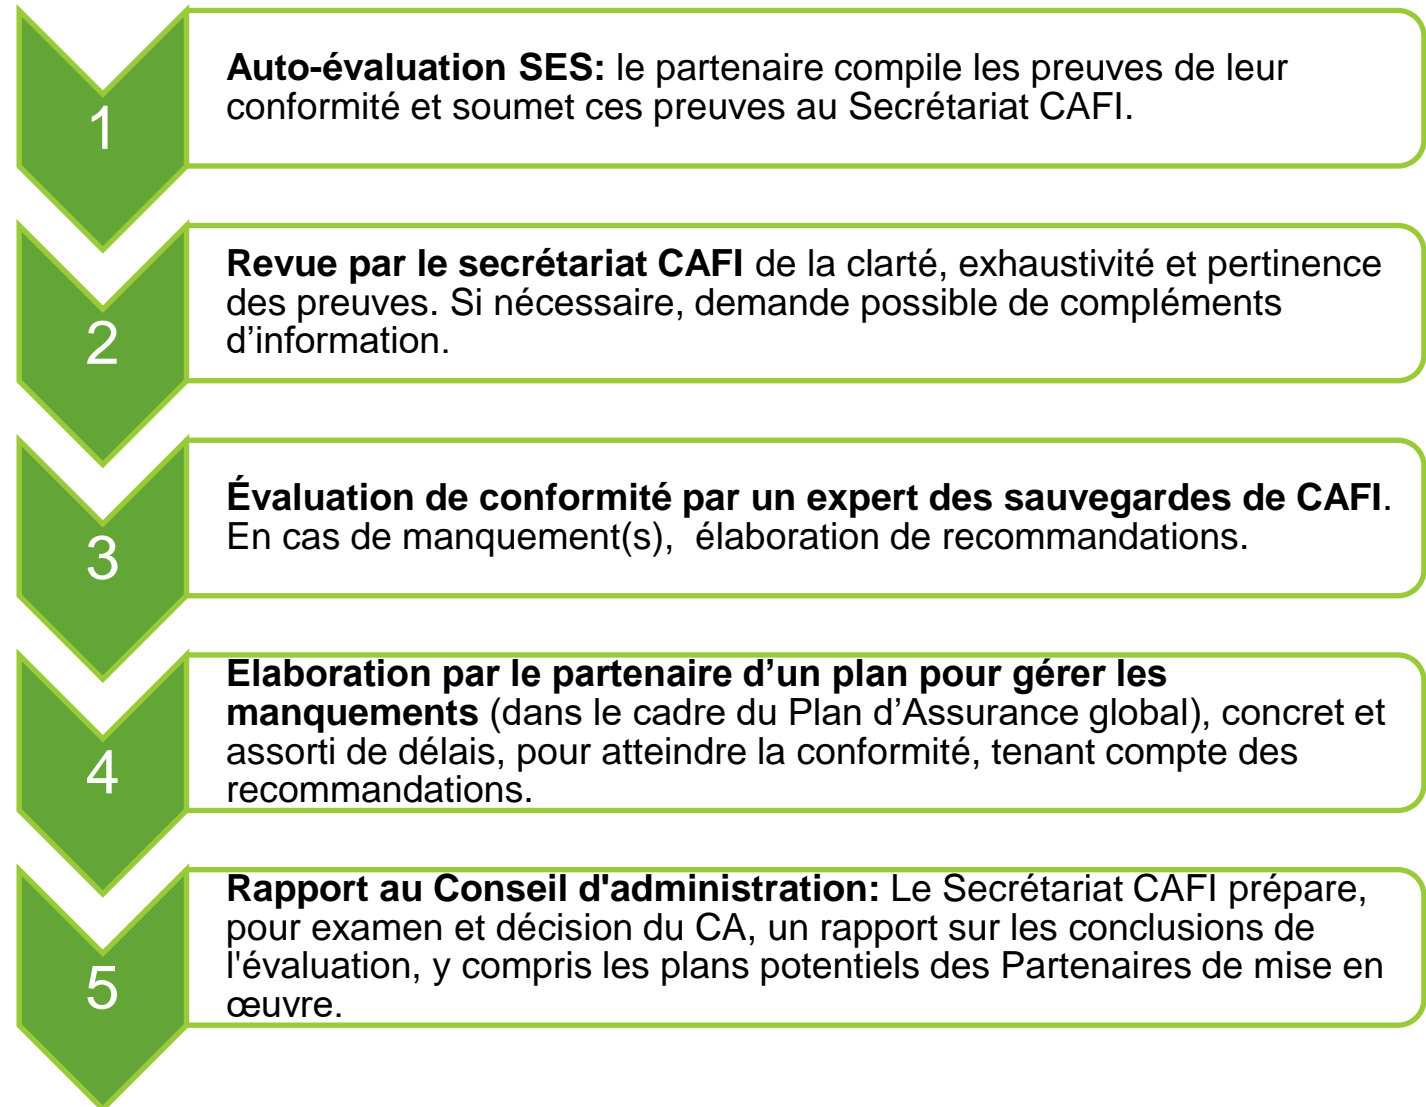 1
Auto-évaluation SES: le partenaire compile les preuves de leur
conformité et soumet ces preuves au Secrétariat CAFI.
2
Revue par le secrétariat CAFI de la clarté, exhaustivité et pertinence
des preuves. Si nécessaire, demande possible de compléments
d’information.
3
Évaluation de conformité par un expert des sauvegardes de CAFI.
En cas de manquement(s),  élaboration de recommandations.
4
Elaboration par le partenaire d’un plan pour gérer les
manquements (dans le cadre du Plan d’Assurance global), concret et
assorti de délais, pour atteindre la conformité, tenant compte des
recommandations.
5
Rapport au Conseil d'administration: Le Secrétariat CAFI prépare,
pour examen et décision du CA, un rapport sur les conclusions de
l'évaluation, y compris les plans potentiels des Partenaires de mise en
œuvre.